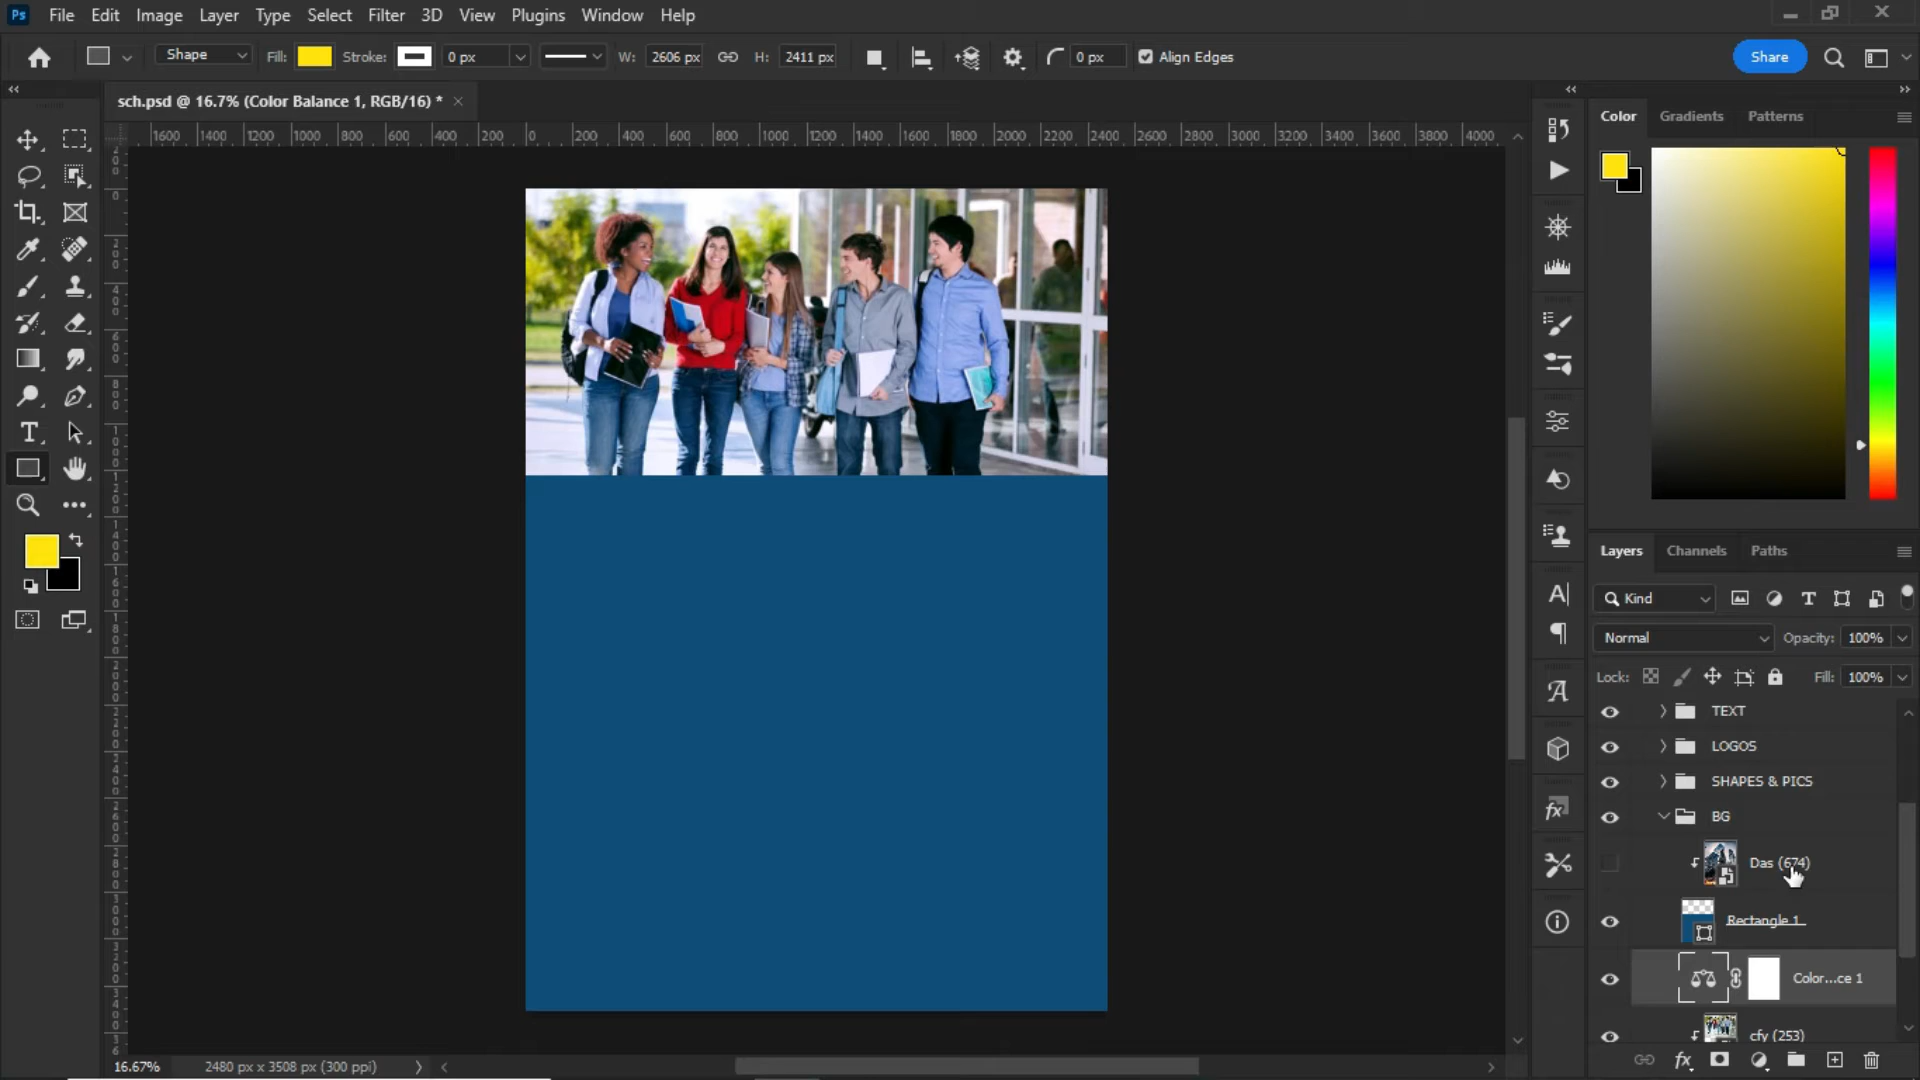 Ps File Edit Image Layer Type Select Filter 3D View Plugins Window Help
Shape Fill: Stroke: 0 px W: 2606 px H: 2411 px 0 px Align Edges Share
sch.psd @ 16.7% (Color Balance 1, RGB/16) *
1600 1400 1200 1000 800 600 400 200 0 200 400 600 800 1000 1200 1400 1600 1800 2000 2200 2400 2600 2800 3000 3200 3400 3600 3800 4000
Color Gradients Patterns
Layers Channels Paths
Kind
Normal Opacity: 100%
Lock: Fill: 100%
TEXT
LOGOS
SHAPES & PICS
BG
Das (674)
Rectangle 1
Color...ce 1
cfy (253)
16.67% 2480 px x 3508 px (300 ppi)